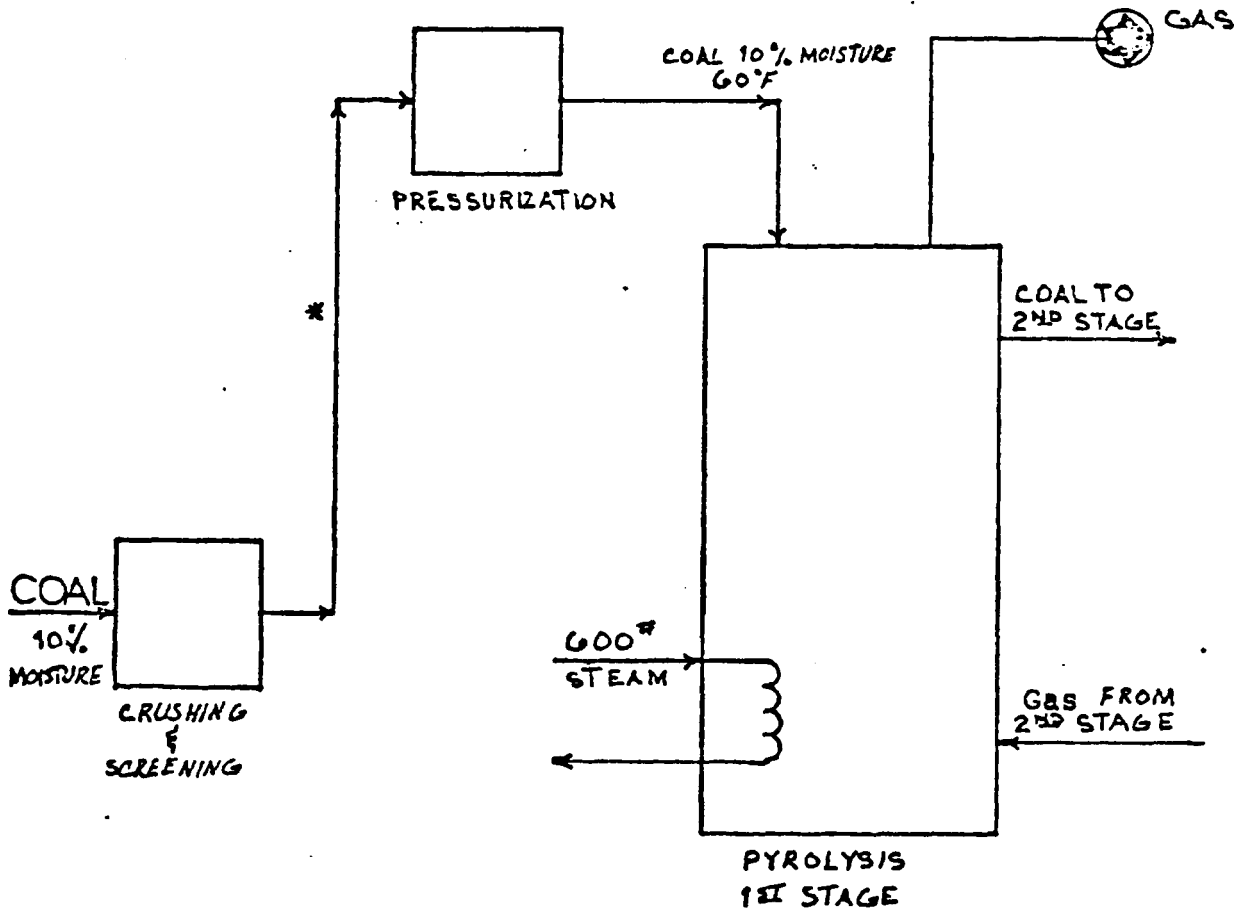 GAS
COAL 10% MOISTURE
60°F
PRESSURIZATION
COAL TO
2ND STAGE
*
COAL
10%
MOISTURE
CRUSHING
&
SCREENING
600#
STEAM
Gas FROM
2ND STAGE
PYROLYSIS
1ST STAGE